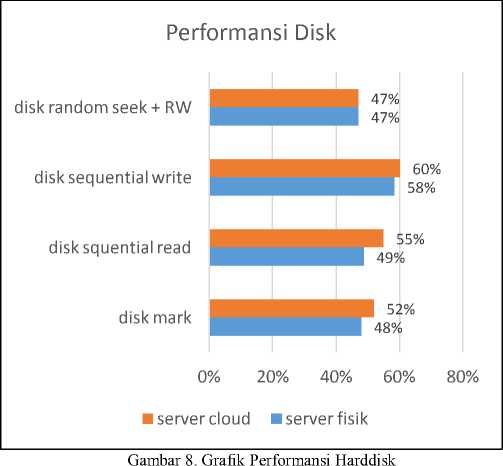 Performansi Disk
disk random seek + RW
47%
47%
disk sequential write
60%
58%
disk squential read
55%
49%
disk mark
52%
48%
0% 20% 40% 60% 80%
server cloud server fisik
Gambar 8. Grafik Performansi Harddisk